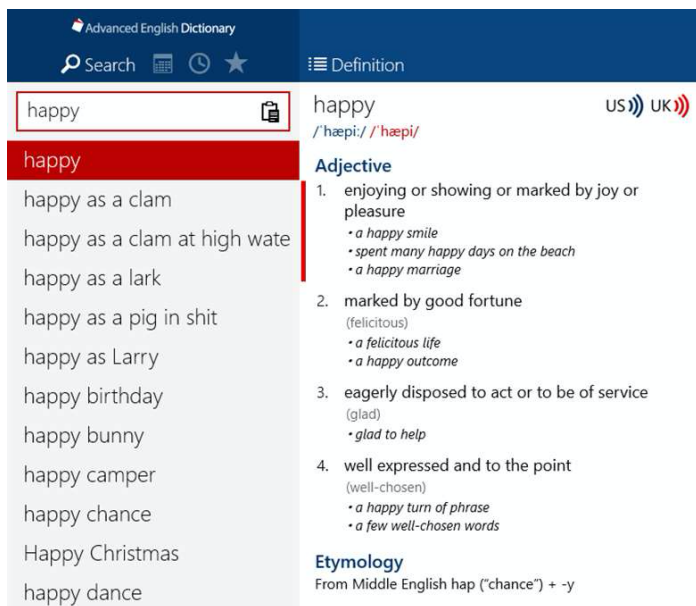 Advanced English Dictionary
Search
happy
happy
happy as a clam
happy as a clam at high wate
happy as a lark
happy as a pig in shit
happy as Larry
happy birthday
happy bunny
happy camper
happy chance
Happy Christmas
happy dance
Definition
happy
US UK
/ˈhæpi:/ /ˈhæpi/
Adjective
1. enjoying or showing or marked by joy or
pleasure
• a happy smile
• spent many happy days on the beach
• a happy marriage
2. marked by good fortune
(felicitous)
• a felicitous life
• a happy outcome
3. eagerly disposed to act or to be of service
(glad)
• glad to help
4. well expressed and to the point
(well-chosen)
• a happy turn of phrase
• a few well-chosen words
Etymology
From Middle English hap (“chance”) + -y